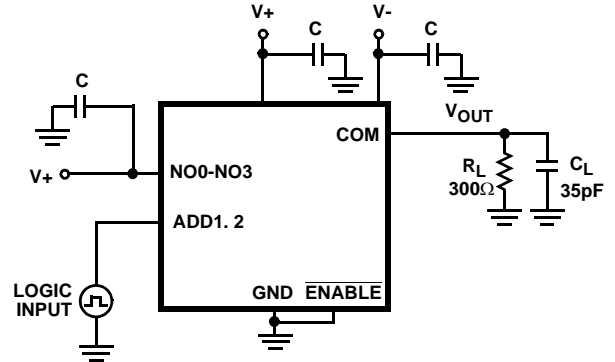 V+
V-
C
C
C
VOUT
COM
RL
300Ω
CL
35pF
V+
NO0-NO3
ADD1. 2
LOGIC
INPUT
GND
ENABLE